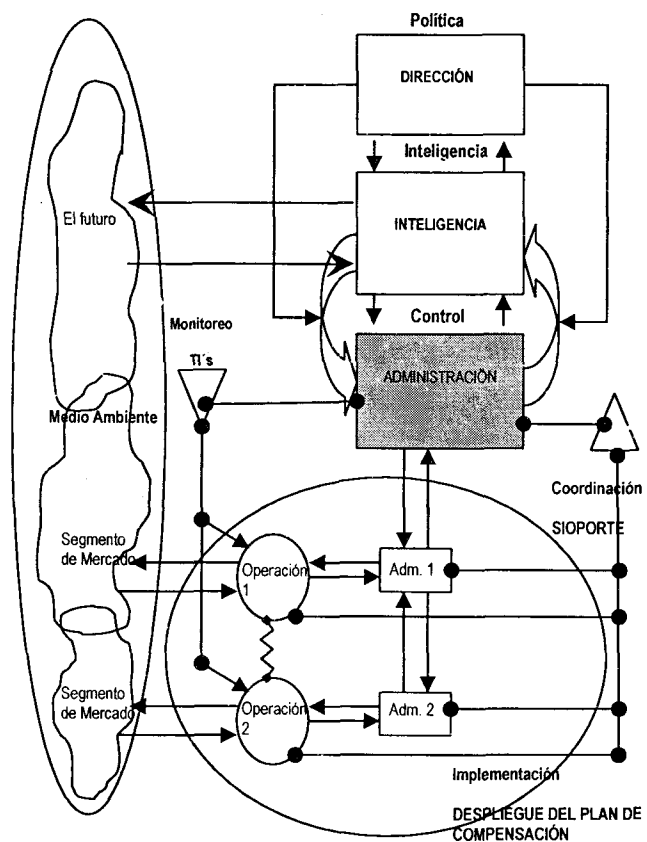 Política
DIRECCIÓN
Inteligencia
El futuro
INTELIGENCIA
Monitoreo
Control
TI´s
ADMINISTRACIÓN
Medio Ambiente
Coordinación
SIOPORTE
Segmento
de Mercado
Operación
1
Adm. 1
Segmento
de Mercado
Operación
2
Adm. 2
Implementación
DESPLIEGUE DEL PLAN DE
COMPENSACIÓN